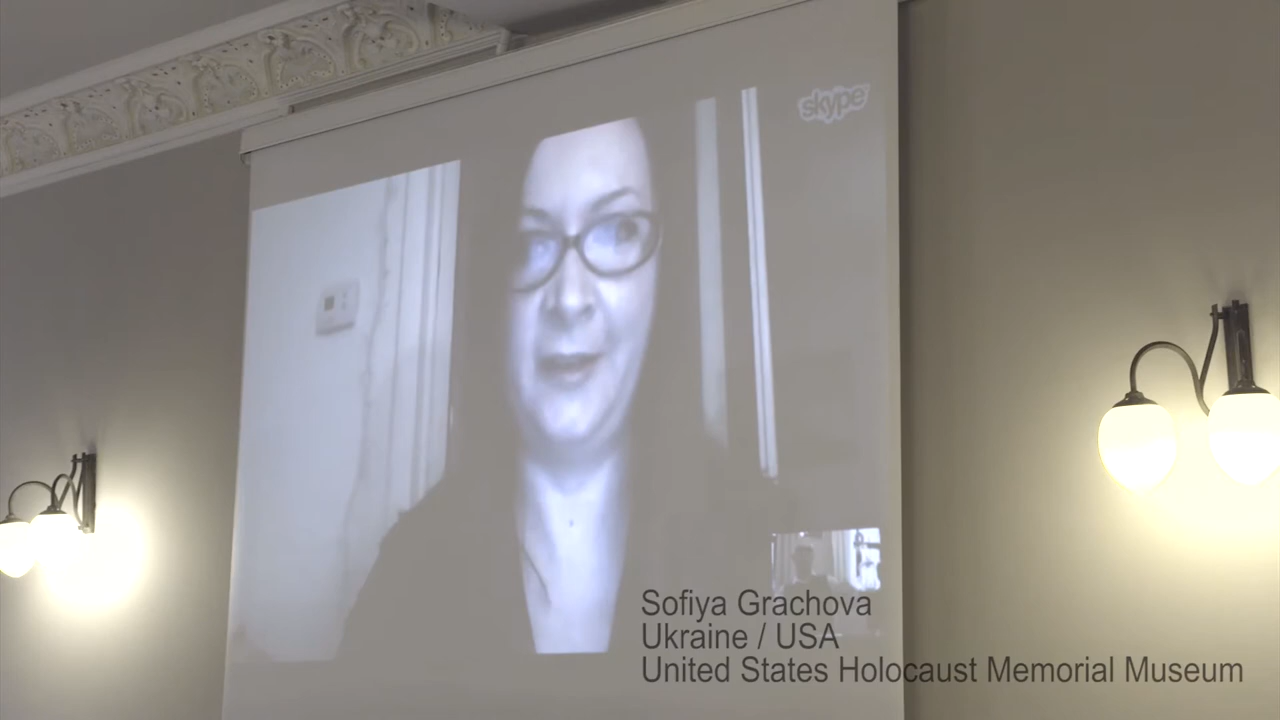 skype
Sofiya Grachova
Ukraine / USA
United States Holocaust Memorial Museum